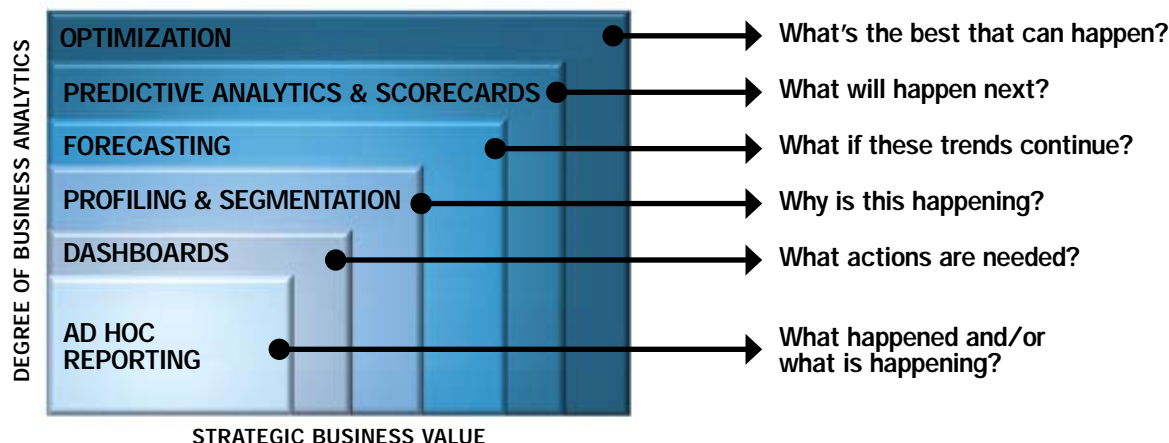 DEGREE OF BUSINESS ANALYTICS
OPTIMIZATION
What's the best that can happen?
PREDICTIVE ANALYTICS & SCORECARDS
What will happen next?
FORECASTING
What if these trends continue?
PROFILING & SEGMENTATION
Why is this happening?
DASHBOARDS
What actions are needed?
AD HOC
REPORTING
What happened and/or
what is happening?
STRATEGIC BUSINESS VALUE